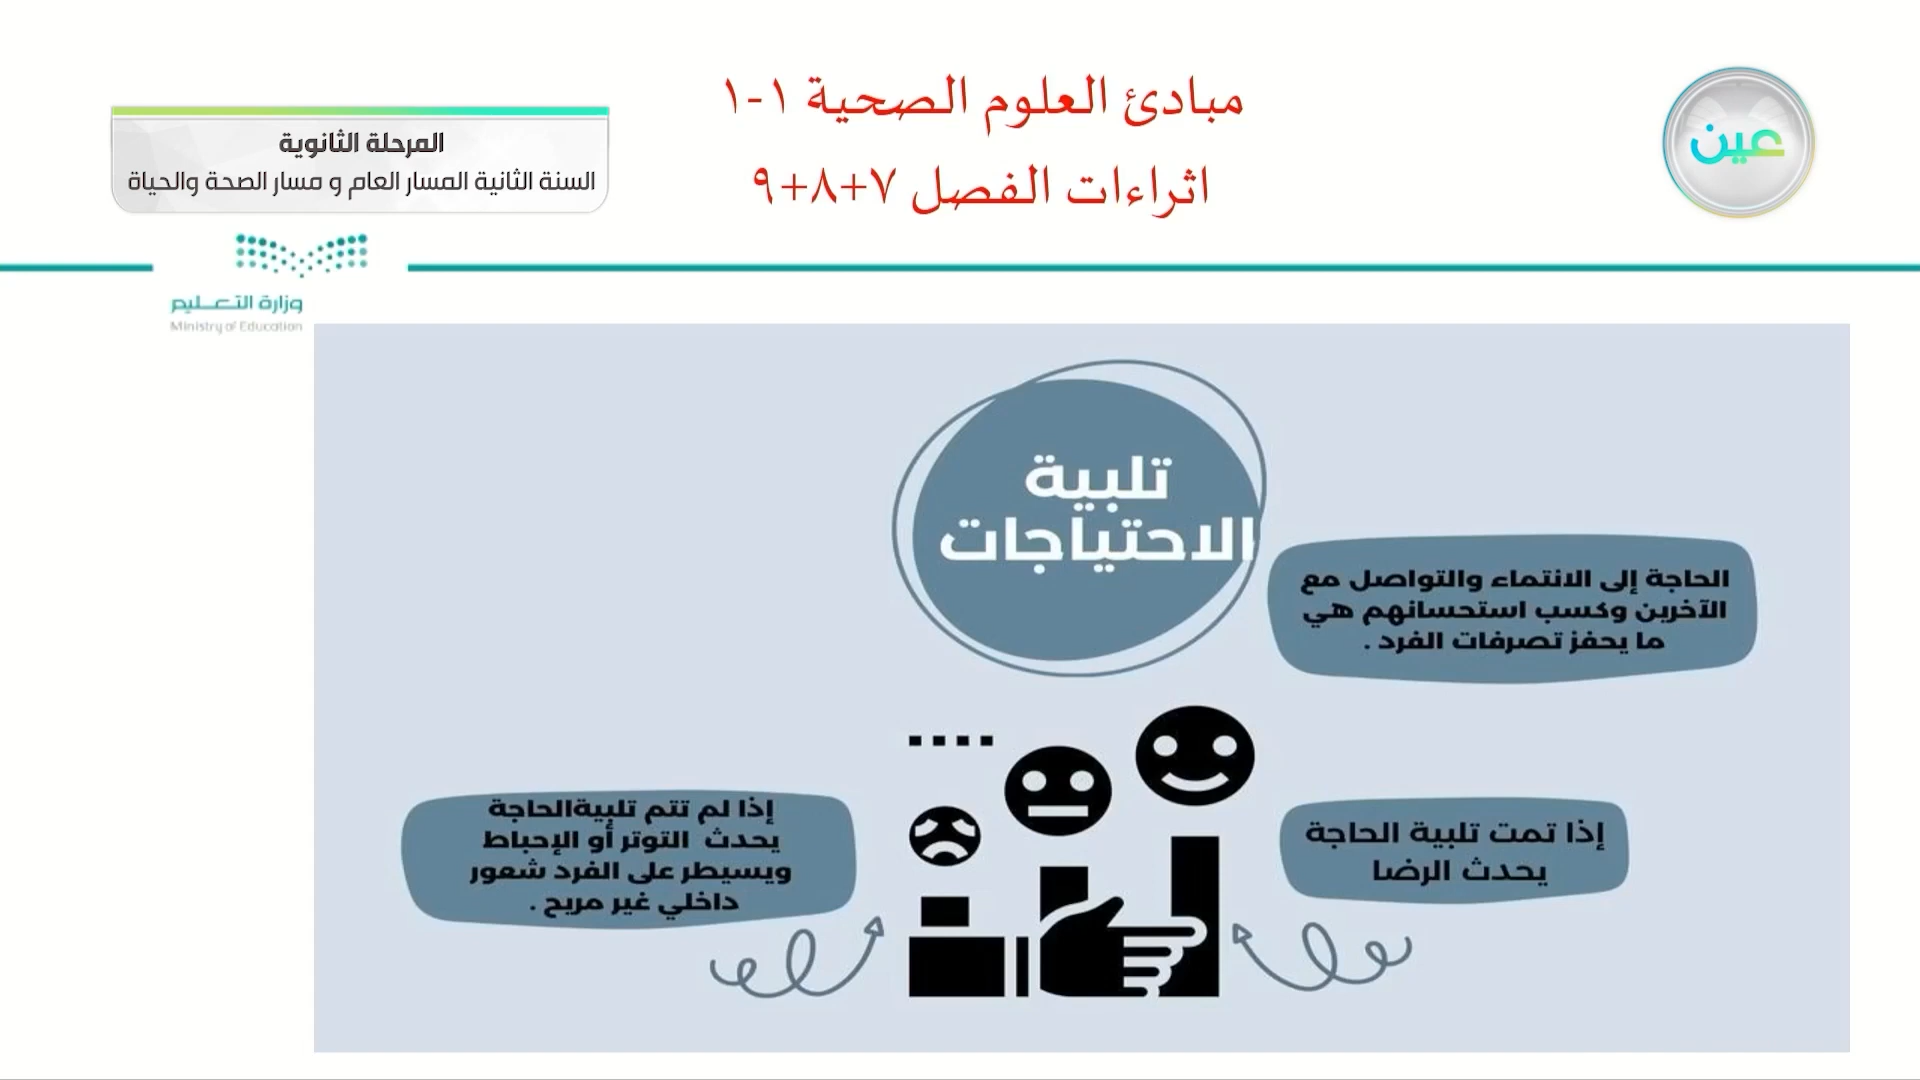 مبادئ العلوم الصحية ١-١
اثراءات الفصل ٧+٨+٩
عين
المرحلة الثانوية
السنة الثانية المسار العام و مسار الصحة والحياة
وزارة التعـليم
Ministry of Education
تلبية
الاحتياجات
الحاجة إلى الانتماء والتواصل مع
الآخرين وكسب استحسانهم هي
ما يحفز تصرفات الفرد .
إذا تمت تلبية الحاجة
يحدث الرضا
إذا لم تتم تلبيةالحاجة
يحدث التوتر أو الإحباط
ويسيطر على الفرد شعور
داخلي غير مريح .